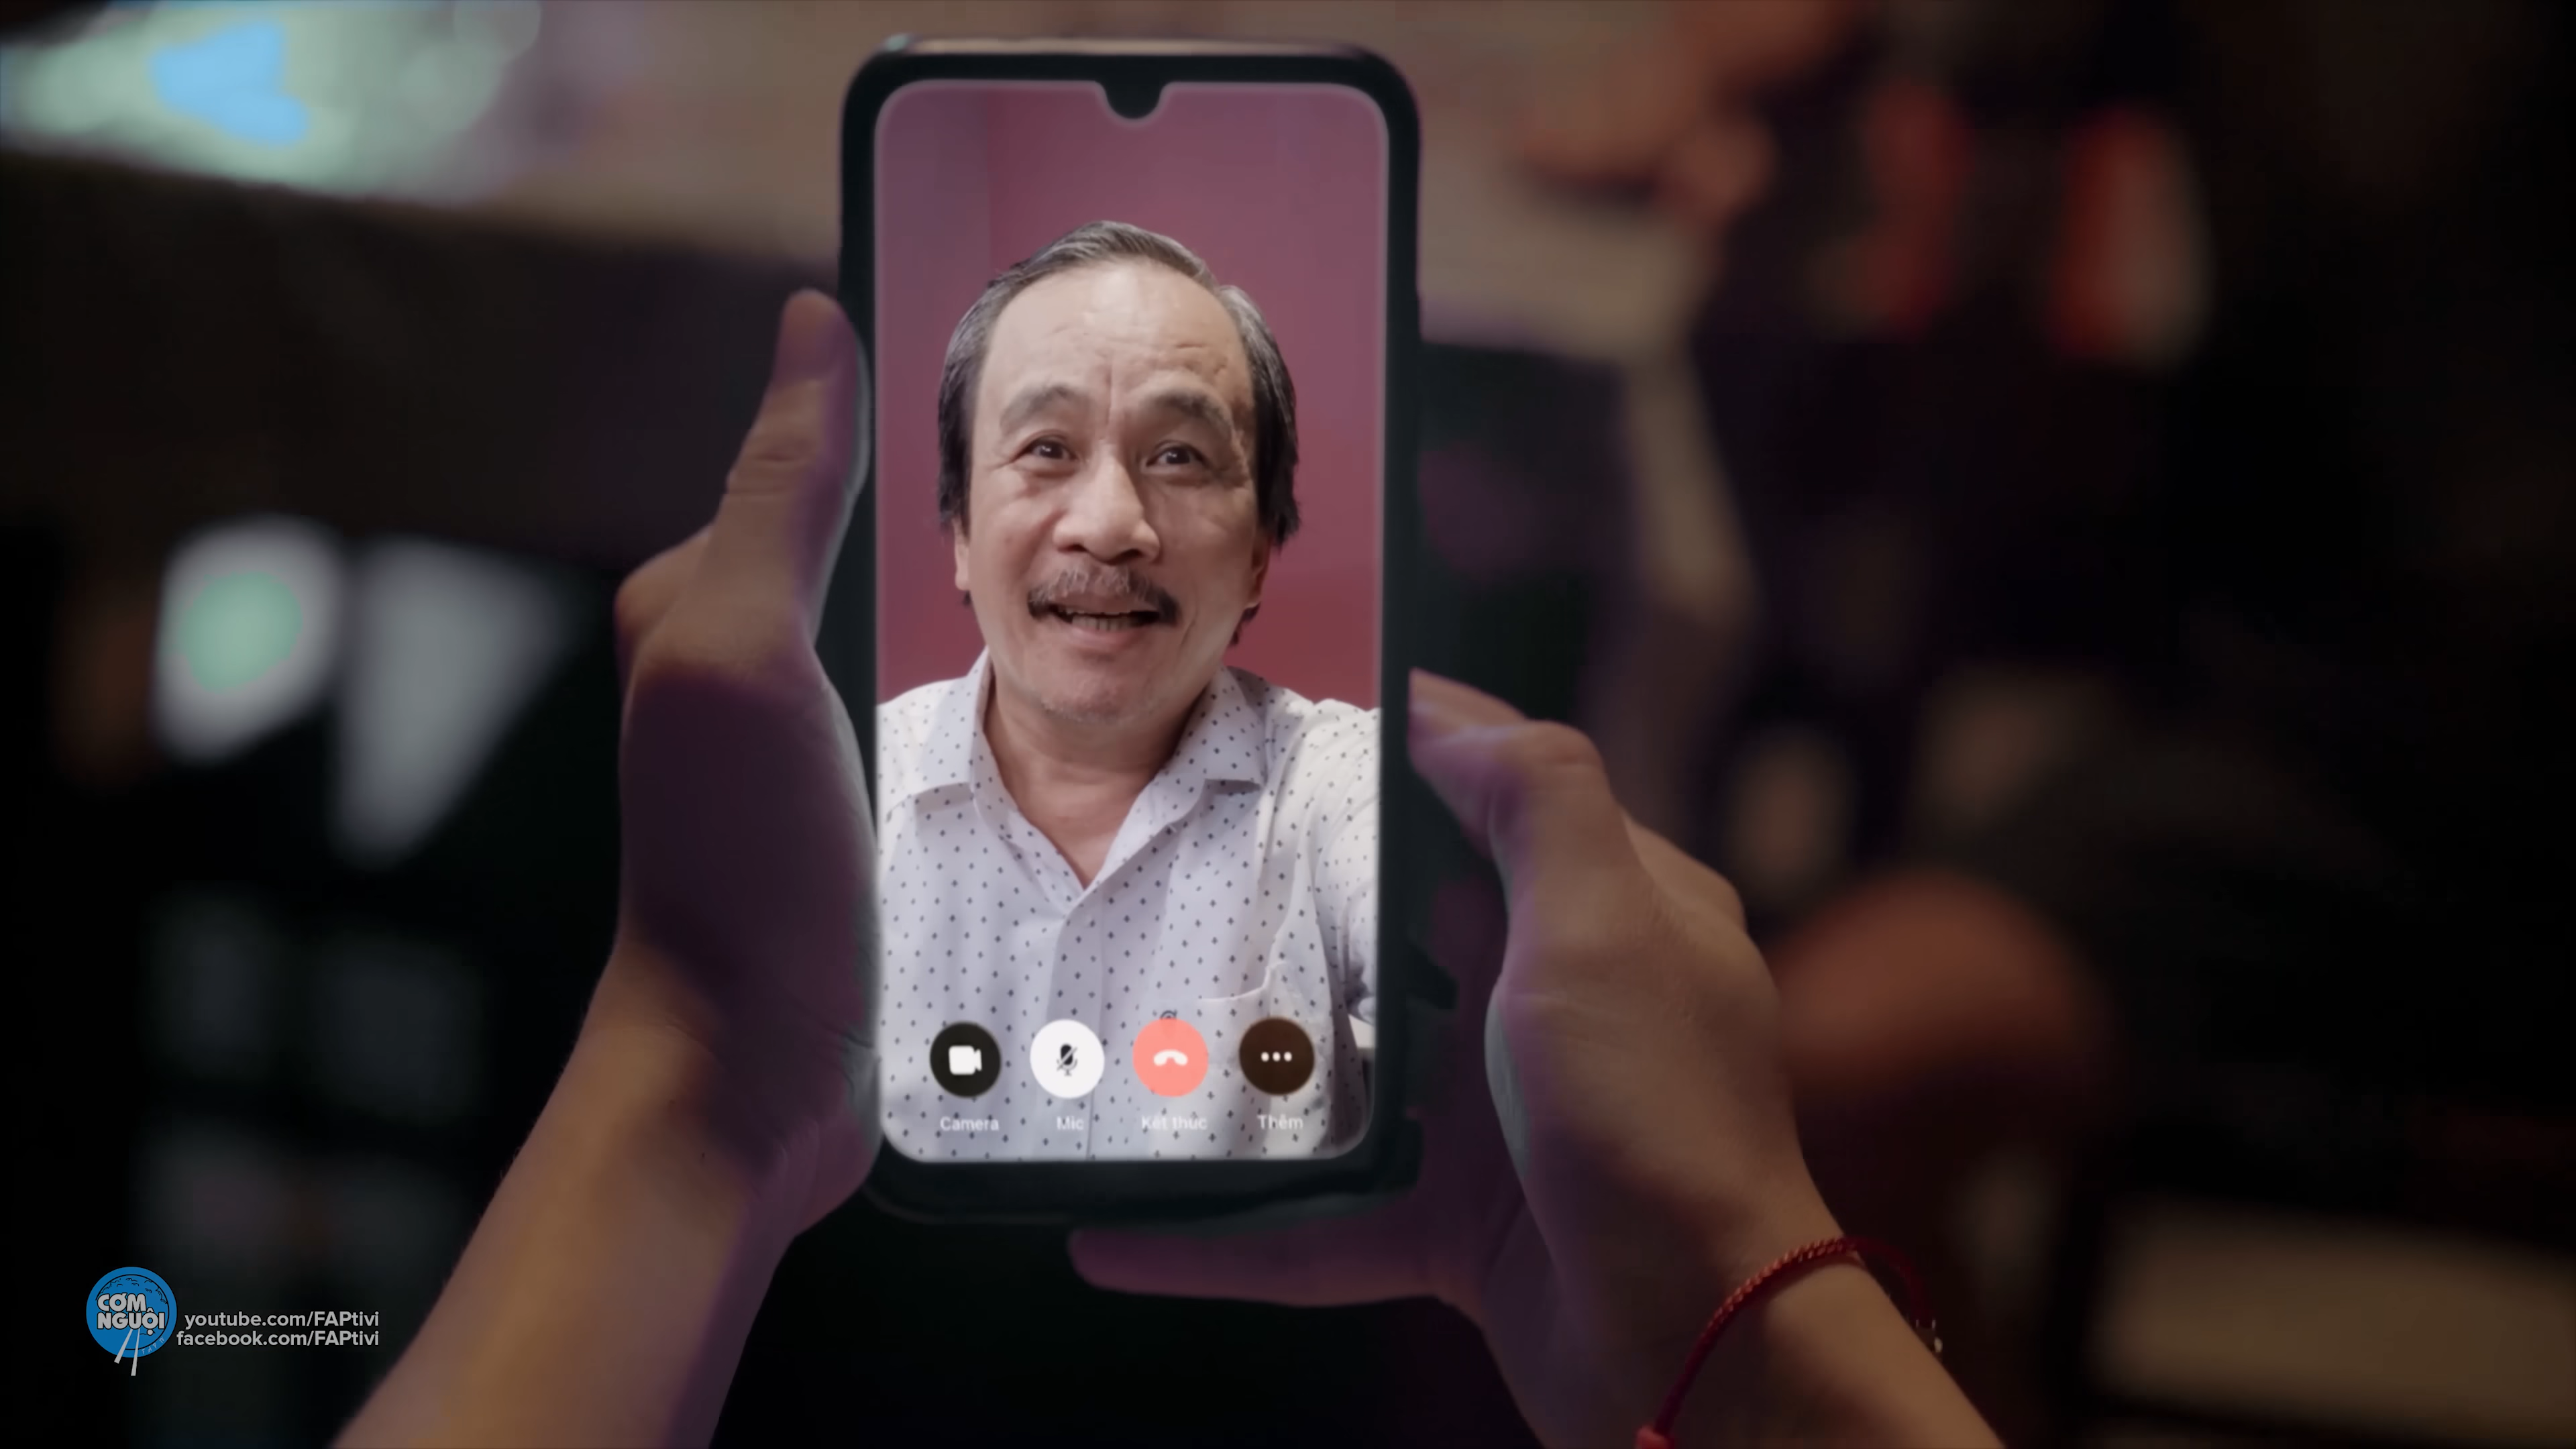 Camera
Mic
Kết thúc
Thêm
CƠM
NGUỘI
youtube.com/FAPtivi
facebook.com/FAPtivi